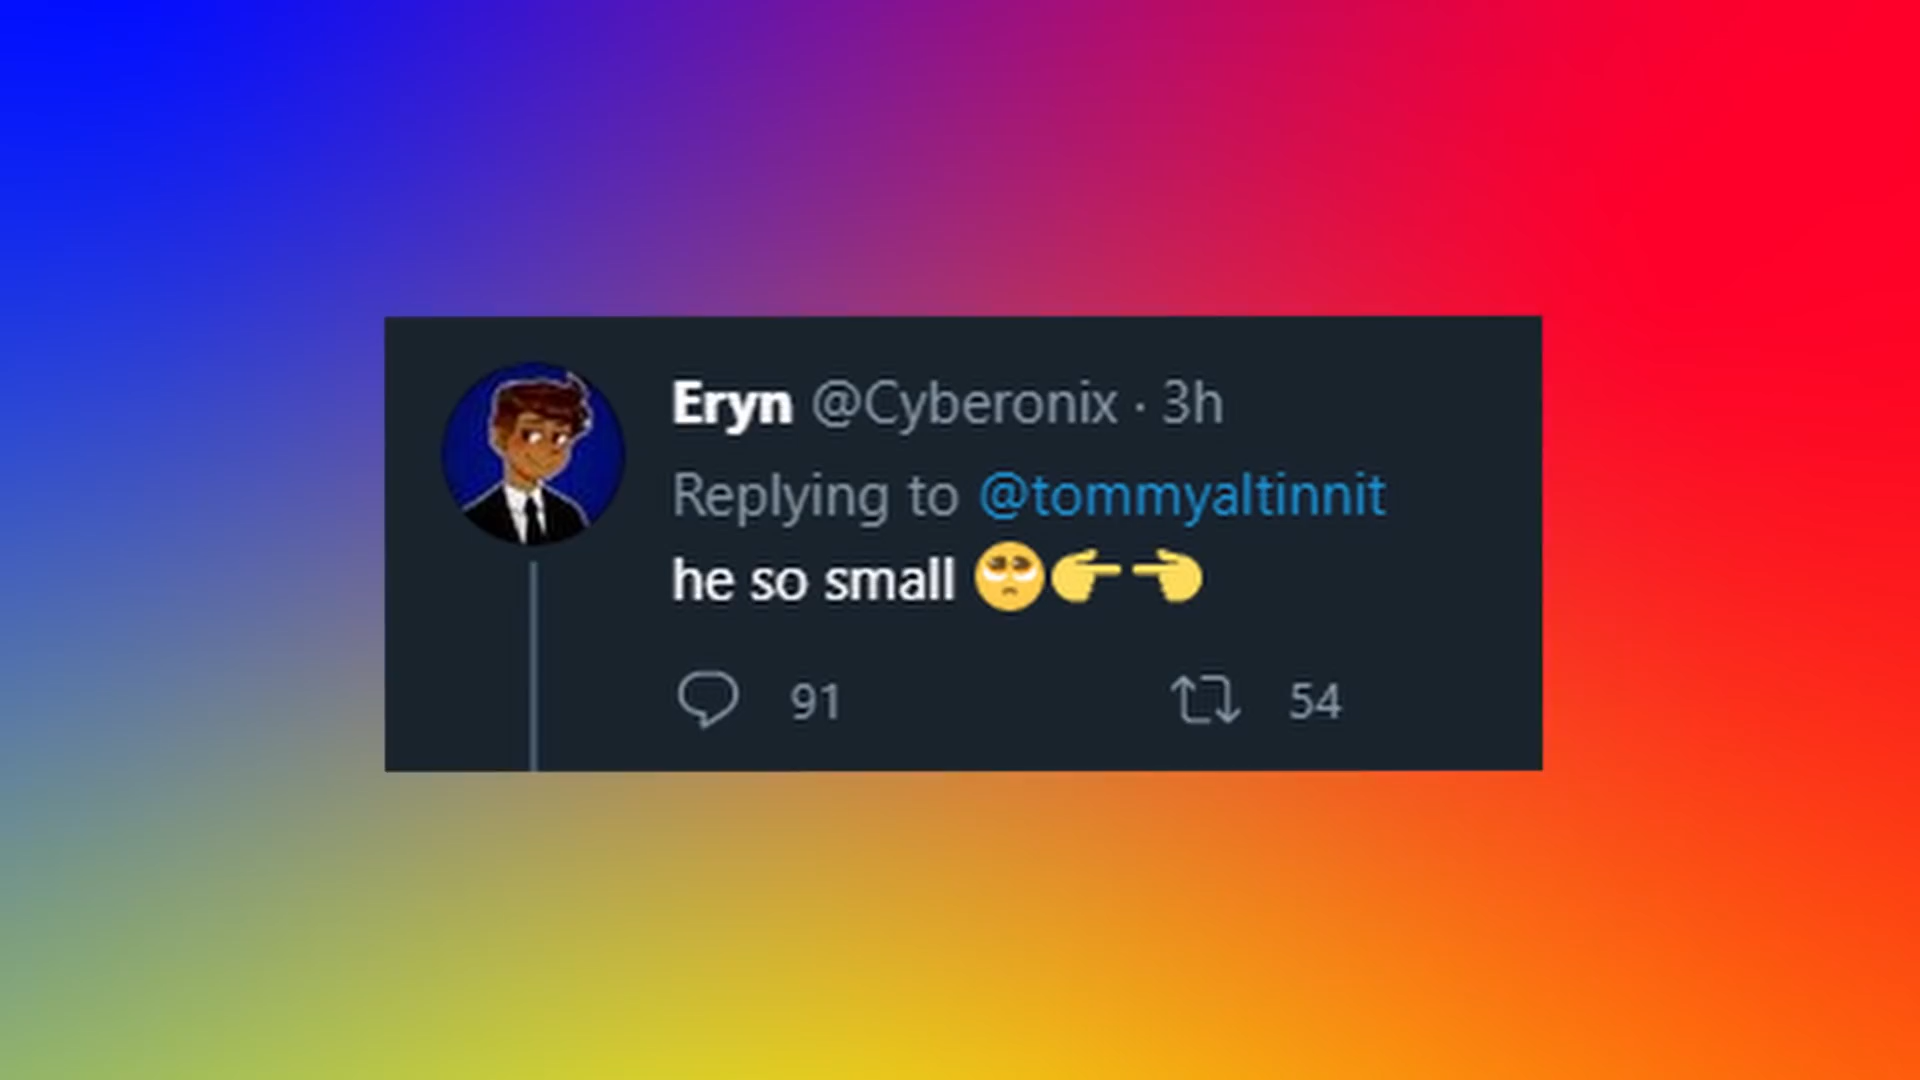 Eryn @Cyberonix · 3h
Replying to @tommyaltinnit
he so small 🥺👉👈
91 54